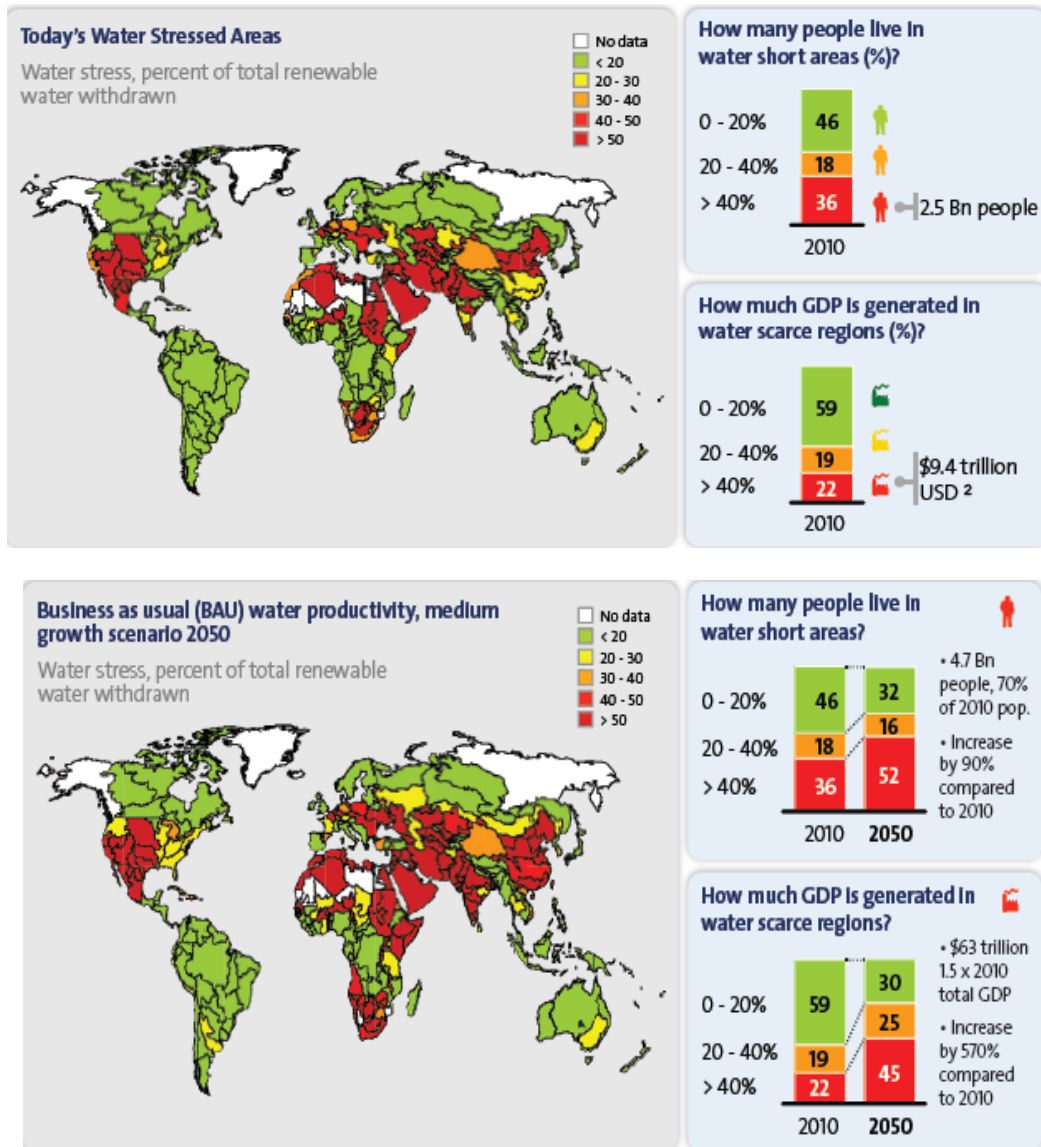 Today's Water Stressed Areas
Water stress, percent of total renewable
water withdrawn
No data
< 20
20 - 30
30 - 40
40 - 50
> 50
How many people live in
water short areas (%)?
0 - 20%
46
20 - 40%
18
> 40%
36
2.5 Bn people
2010
How much GDP is generated in
water scarce regions (%)?
0 - 20%
59
20 - 40%
19
> 40%
22
$9.4 trillion
USD ²
2010
Business as usual (BAU) water productivity, medium
growth scenario 2050
Water stress, percent of total renewable
water withdrawn
No data
< 20
20 - 30
30 - 40
40 - 50
> 50
How many people live in
water short areas?
0 - 20%
46
32
20 - 40%
18
16
> 40%
36
52
2010
2050
• 4.7 Bn
people, 70%
of 2010 pop.
• Increase
by 90%
compared
to 2010
How much GDP is generated in
water scarce regions?
0 - 20%
59
30
20 - 40%
19
25
> 40%
22
45
2010
2050
• $63 trillion
1.5 x 2010
total GDP
• Increase
by 570%
compared
to 2010